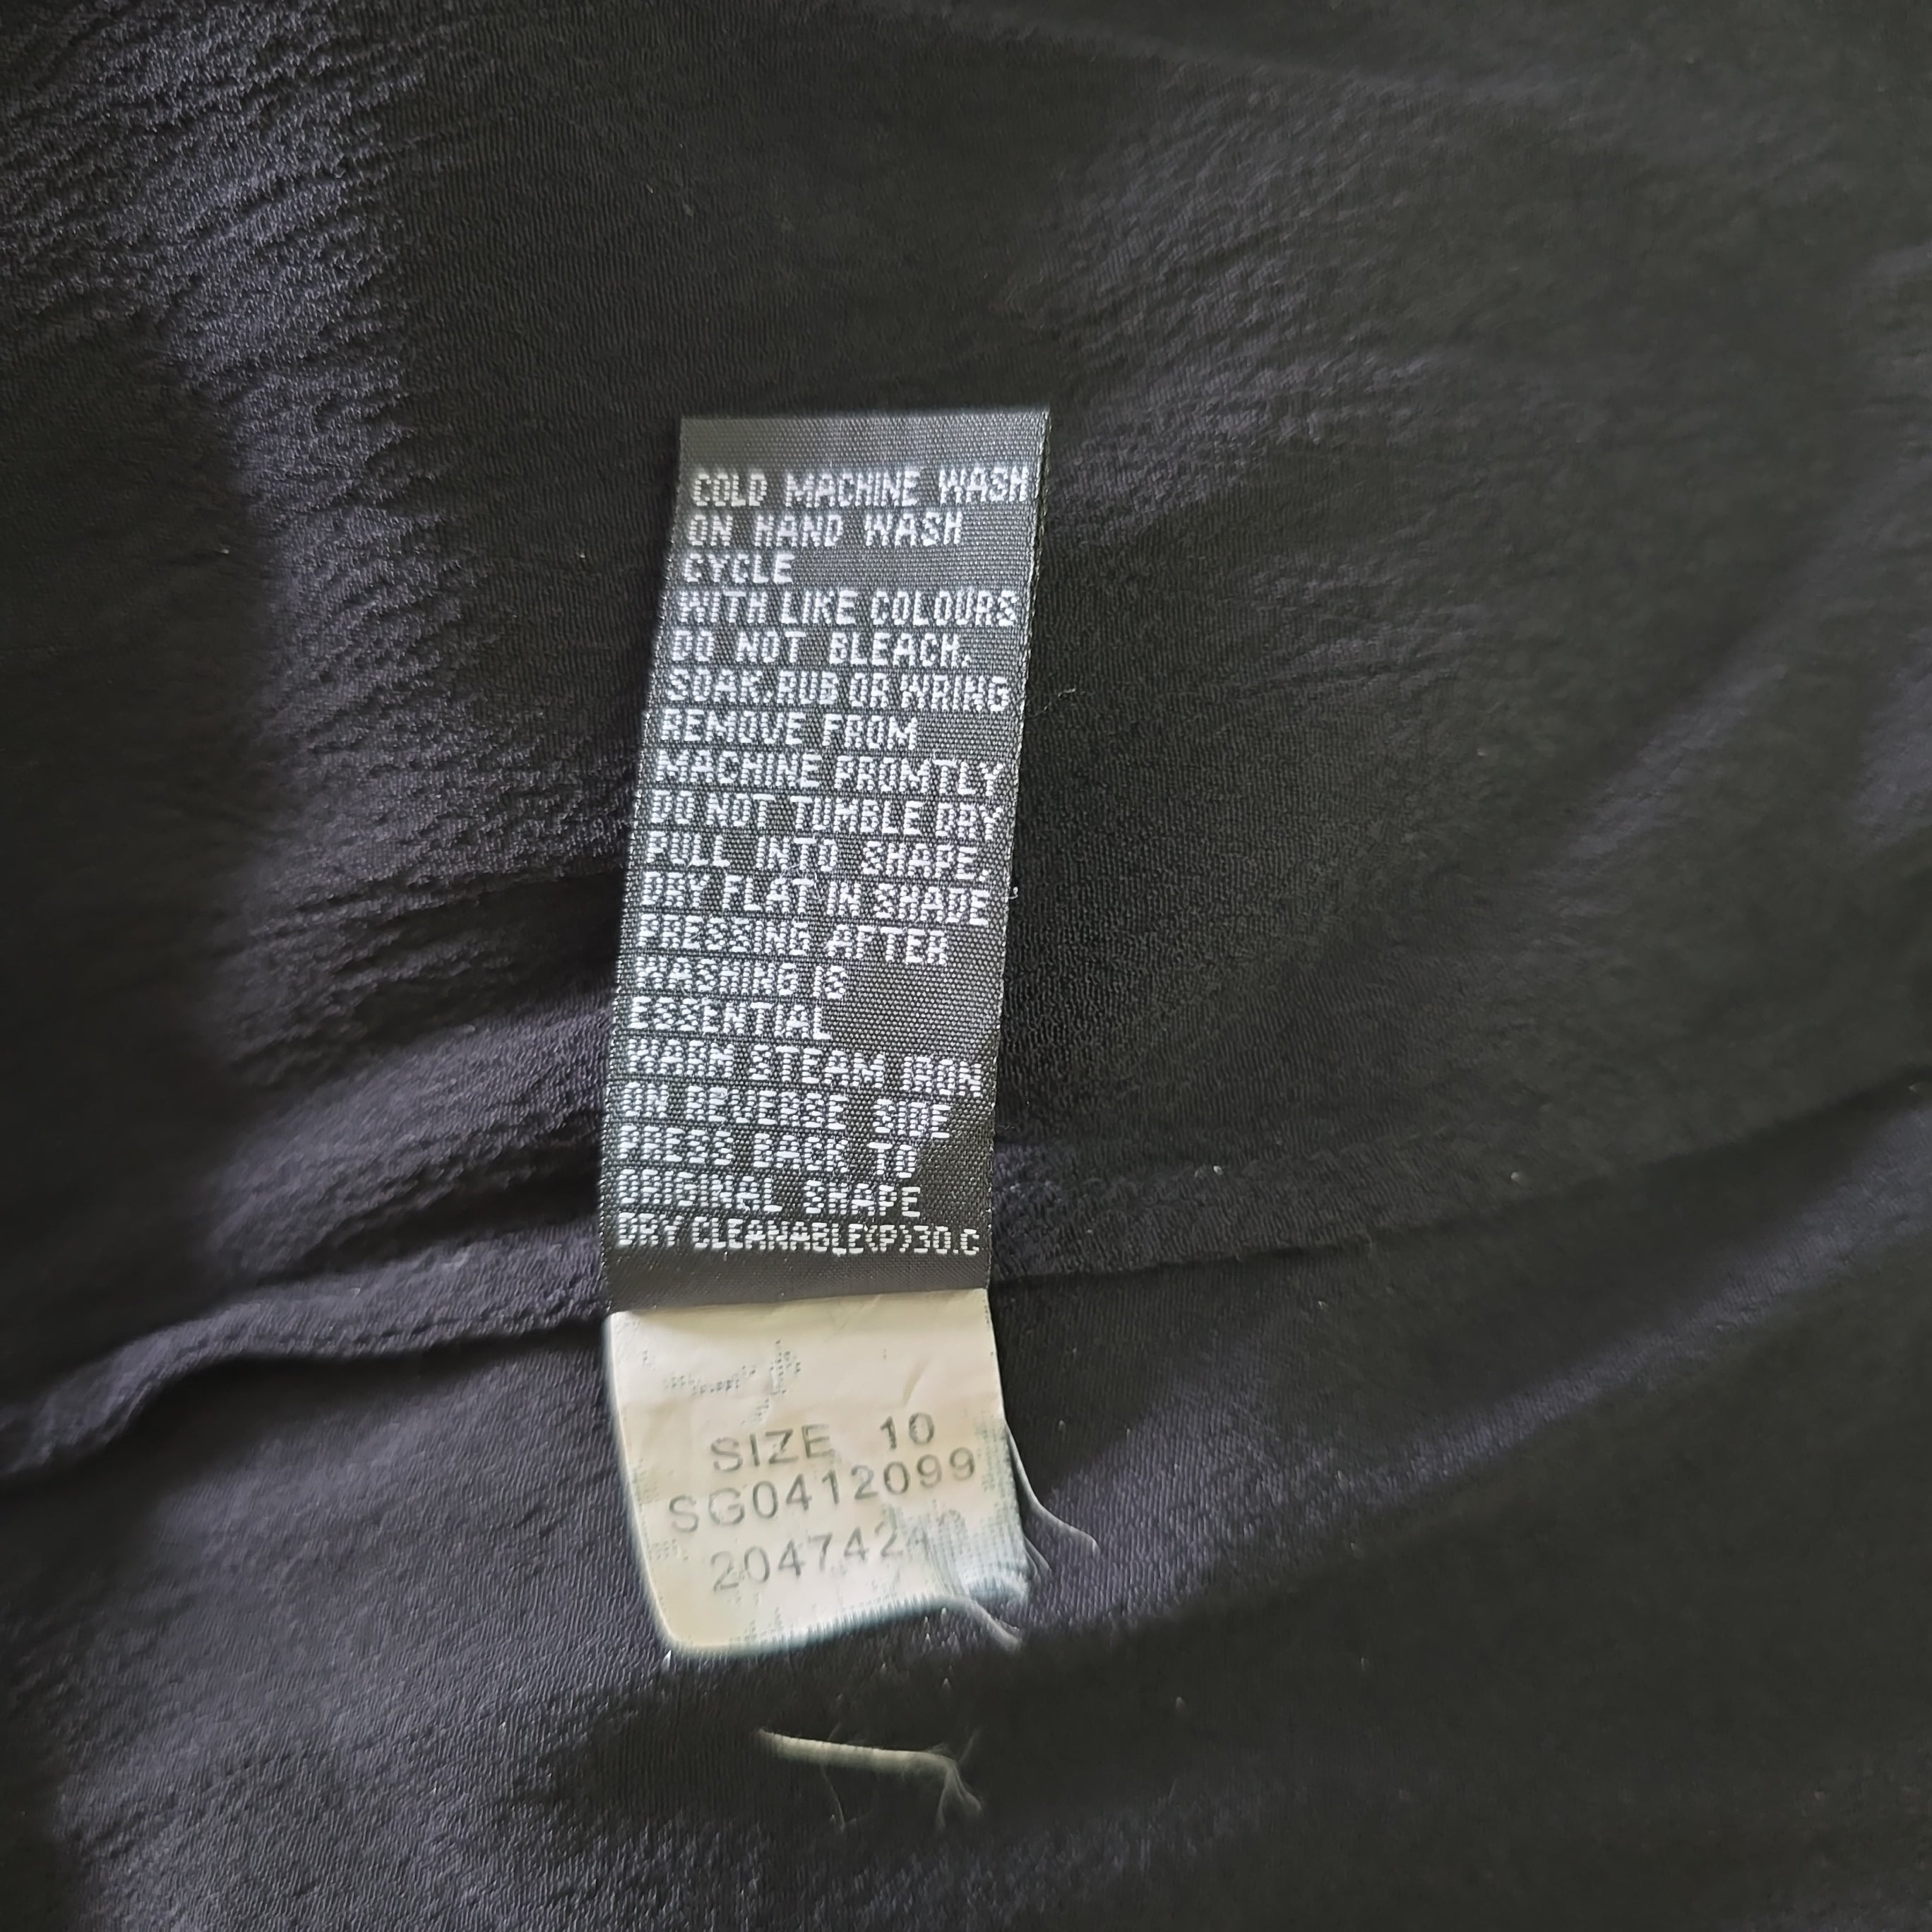 COLD MACHINE WASH
ON HAND WASH
CYCLE
WITH LIKE COLOURS
DO NOT BLEACH.
SOAK.RUB OR WRING
REMOVE FROM
MACHINE PROMTLY
DO NOT TUMBLE DRY
PULL INTO SHAPE.
DRY FLAT IN SHADE
PRESSING AFTER
WASHING IS
ESSENTIAL
WARM STEAM IRON
ON REVERSE SIDE
PRESS BACK TO
ORIGINAL SHAPE
DRY CLEANABLE(P)30.C
SIZE 10
SG0412099